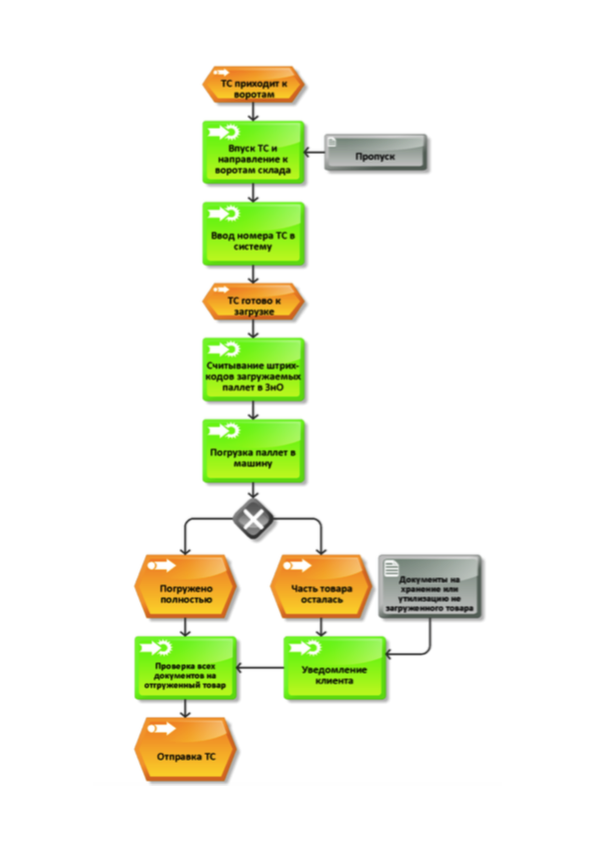 ТС приходит к
воротам
Впуск ТС и
направление к
воротам склада
Пропуск
Ввод номера ТС в
систему
ТС готово к
загрузке
Считывание штрих-
кодов загружаемых
паллет в ЗнО
Погрузка паллет в
машину
Погружено
полностью
Часть товара
осталась
Документы на
хранение или
утилизацию не
загруженного товара
Проверка всех
документов на
отгруженный товар
Уведомление
клиента
Отправка ТС